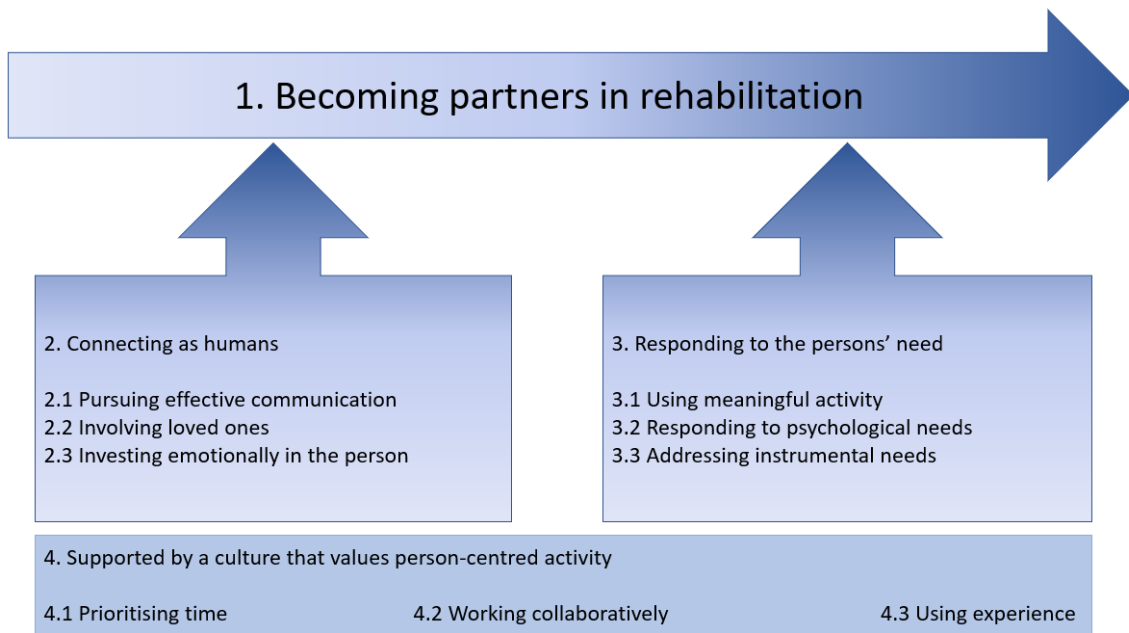 1. Becoming partners in rehabilitation
2. Connecting as humans
2.1 Pursuing effective communication
2.2 Involving loved ones
2.3 Investing emotionally in the person
3. Responding to the persons’ need
3.1 Using meaningful activity
3.2 Responding to psychological needs
3.3 Addressing instrumental needs
4. Supported by a culture that values person-centred activity
4.1 Prioritising time
4.2 Working collaboratively
4.3 Using experience